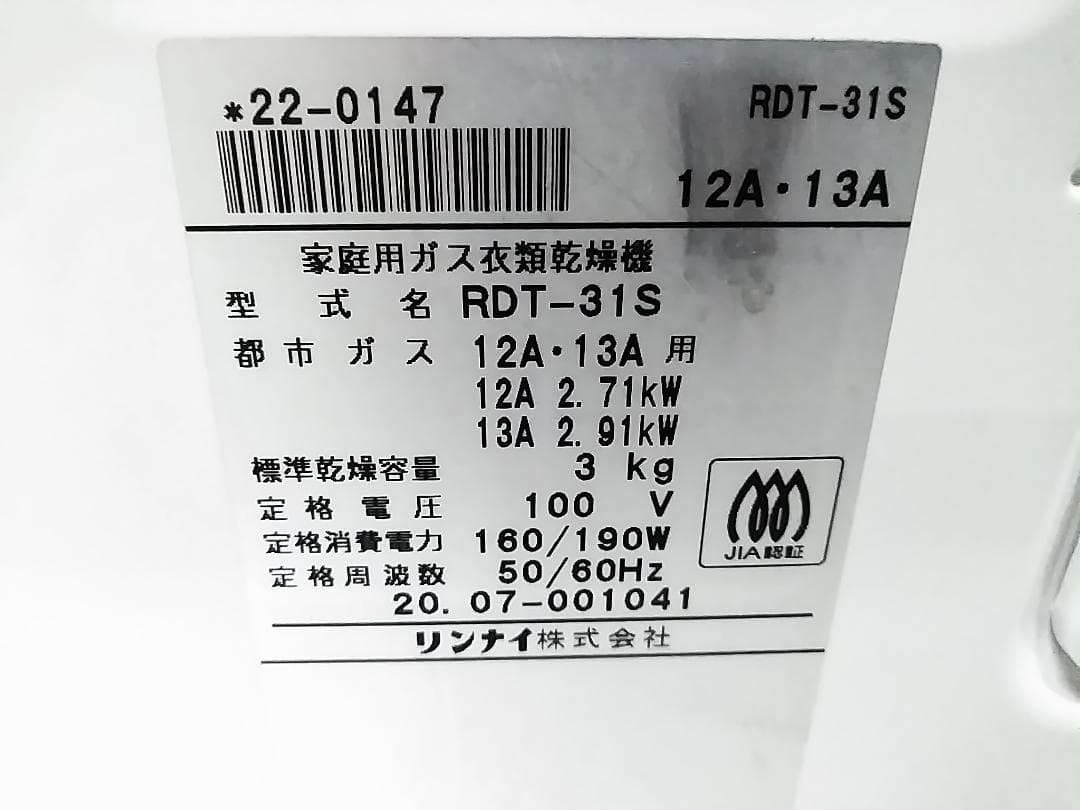 *22-0147
RDT-31S
12A・13A
家庭用ガス衣類乾燥機
型式名 RDT-31S
都市ガス 12A・13A 用
12A 2.71kW
13A 2.91kW
標準乾燥容量 3 kg
定格電圧 100 V
定格消費電力 160/190W
定格周波数 50/60Hz
JIA認証
20. 07-001041
リンナイ株式会社